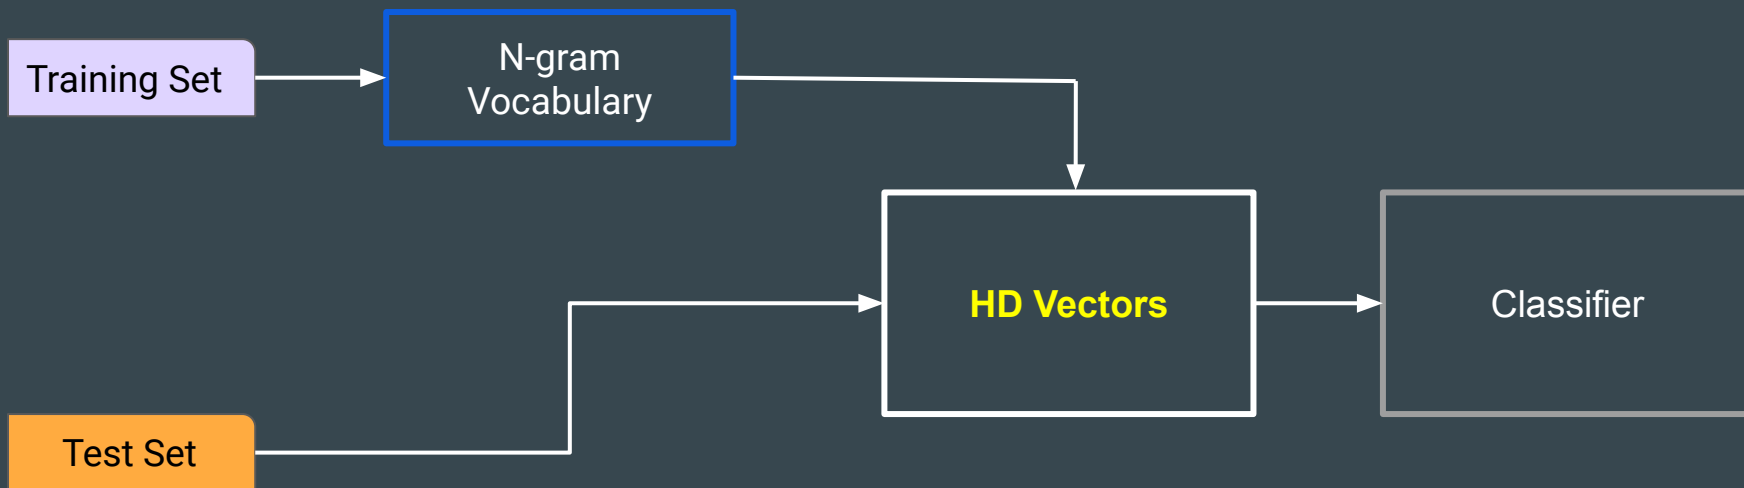 Training Set
N-gram
Vocabulary
HD Vectors
Classifier
Test Set